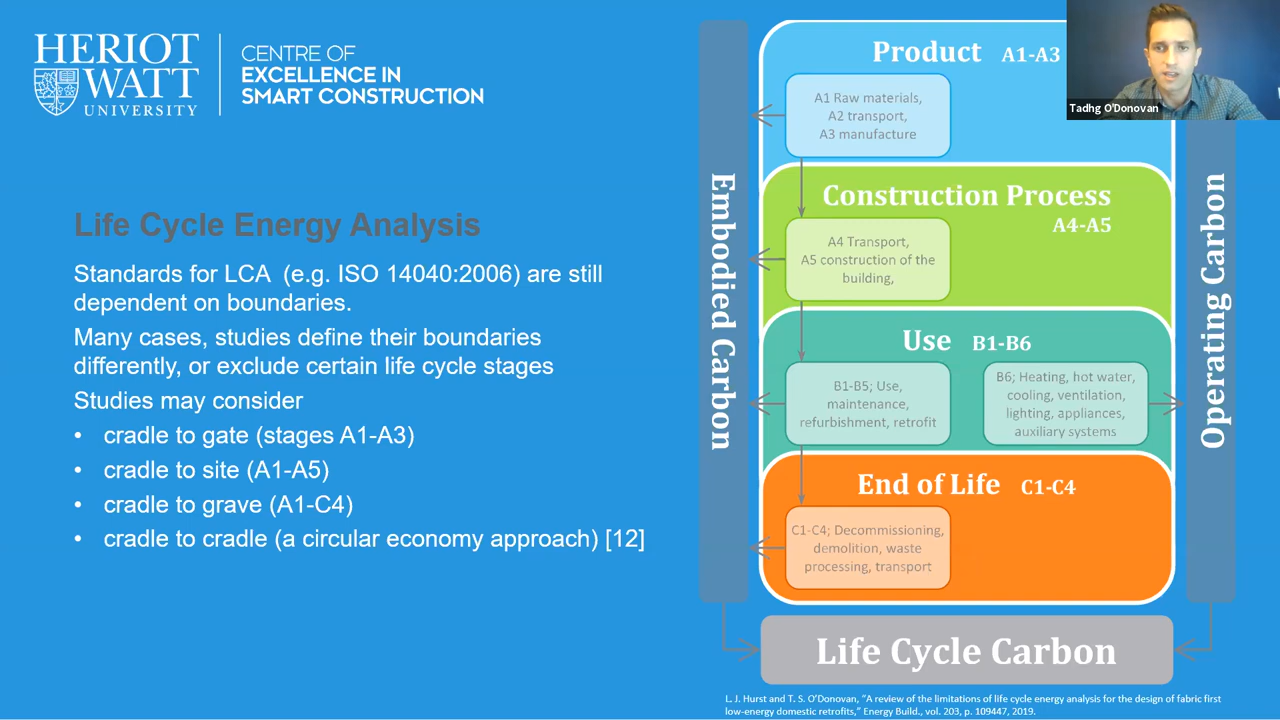 HERIOT
WATT
UNIVERSITY
CENTRE OF
EXCELLENCE IN
SMART CONSTRUCTION
Life Cycle Energy Analysis
Standards for LCA (e.g. ISO 14040:2006) are still
dependent on boundaries.
Many cases, studies define their boundaries
differently, or exclude certain life cycle stages
Studies may consider
• cradle to gate (stages A1-A3)
• cradle to site (A1-A5)
• cradle to grave (A1-C4)
• cradle to cradle (a circular economy approach) [12]
Embodied Carbon
Product A1-A3
A1 Raw materials,
A2 transport,
A3 manufacture
Construction Process
A4-A5
A4 Transport,
A5 construction of the
building,
Use B1-B6
B1-B5; Use,
maintenance,
refurbishment, retrofit
B6; Heating, hot water,
cooling, ventilation,
lighting, appliances,
auxiliary systems
End of Life C1-C4
C1-C4; Decommissioning,
demolition, waste
processing, transport
Operating Carbon
Life Cycle Carbon
L. J. Hurst and T. S. O'Donovan, "A review of the limitations of life cycle energy analysis for the design of fabric first
low-energy domestic retrofits," Energy Build., vol. 203, p. 109447, 2019.
Tadhg O'Donovan